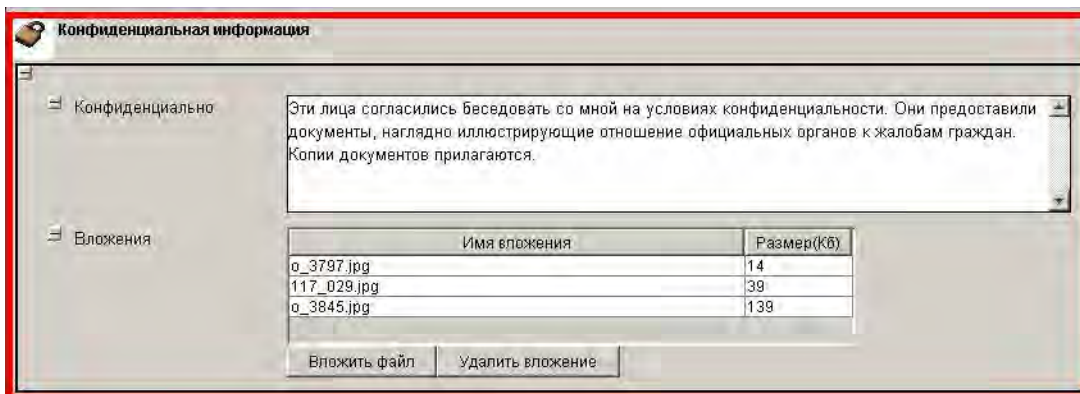 Конфиденциальная информация
Конфиденциально
Эти лица согласились беседовать со мной на условиях конфиденциальности. Они предоставили
документы, наглядно иллюстрирующие отношение официальных органов к жалобам граждан.
Копии документов прилагаются.
Вложения
Имя вложения Размер(Кб)
o_3797.jpg 14
117_029.jpg 39
o_3845.jpg 139
Вложить файл Удалить вложение